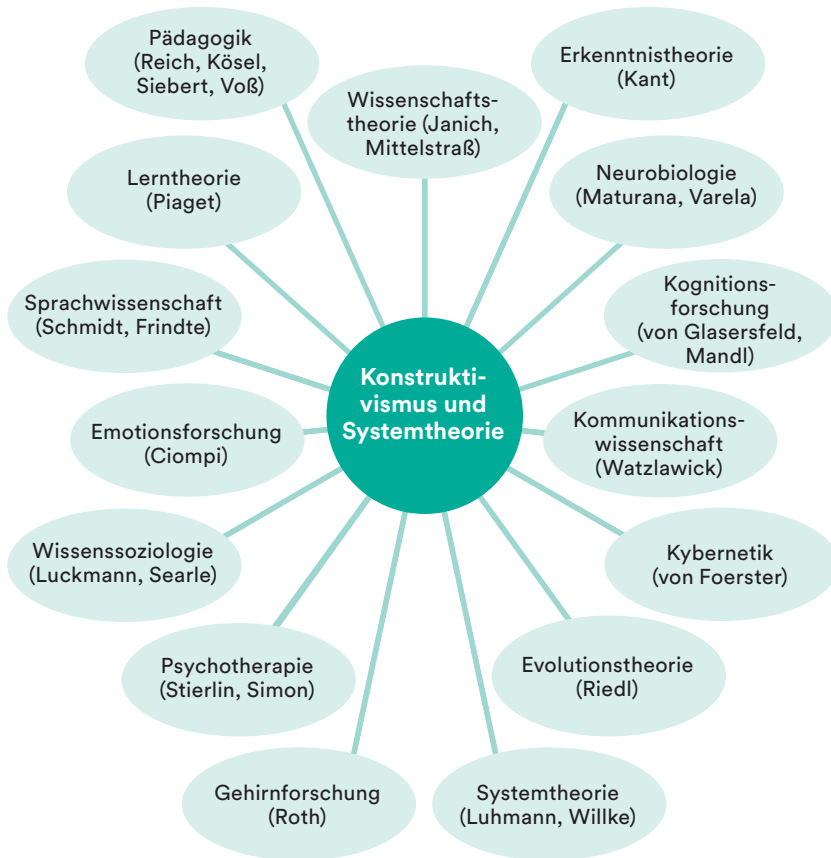 Pädagogik
(Reich, Kösel,
Siebert, Voß)
Wissenschafts-
theorie (Janich,
Mittelstraß)
Erkenntnistheorie
(Kant)
Lerntheorie
(Piaget)
Neurobiologie
(Maturana, Varela)
Sprachwissenschaft
(Schmidt, Frindte)
Kognitions-
forschung
(von Glasersfeld,
Mandl)
Konstrukti-
vismus und
Systemtheorie
Emotionsforschung
(Ciompi)
Kommunikations-
wissenschaft
(Watzlawick)
Wissenssoziologie
(Luckmann, Searle)
Kybernetik
(von Foerster)
Psychotherapie
(Stierlin, Simon)
Evolutionstheorie
(Riedl)
Gehirnforschung
(Roth)
Systemtheorie
(Luhmann, Willke)